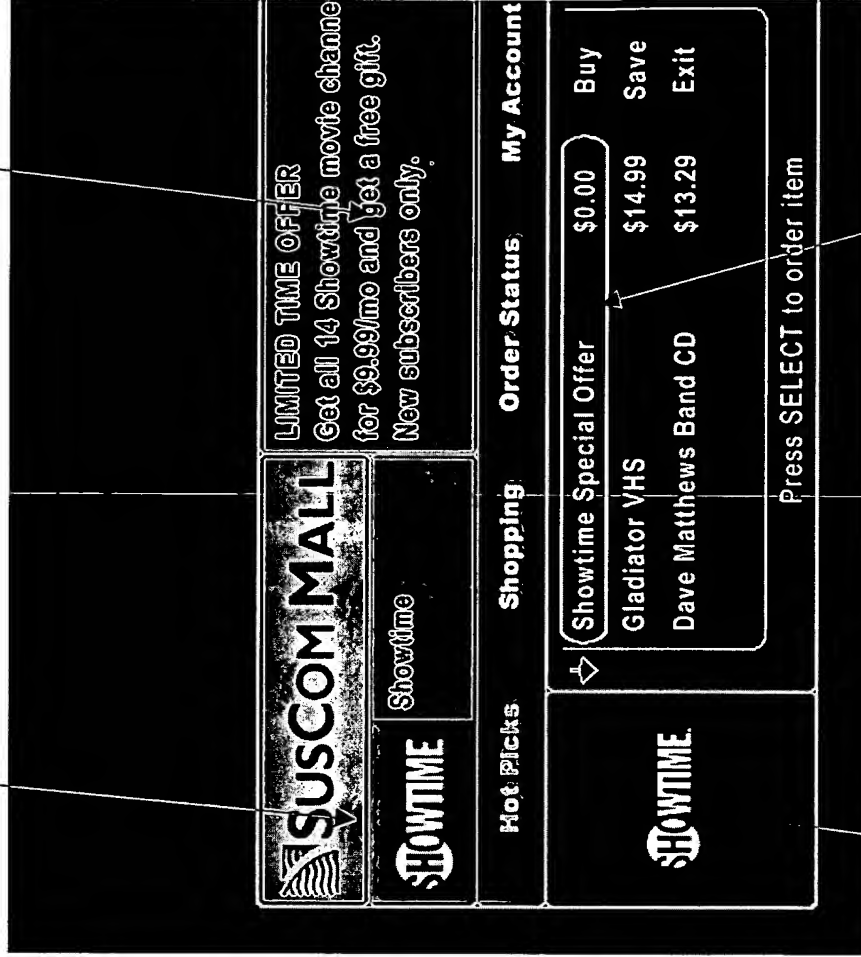 SUSCOM MALL
SHOWTIME
Showtime
LIMITED TIME OFFER
Get all 14 Showtime movie channe
for $9.99/mo and get a free gift.
New subscribers only.
Hot Picks Shopping Order Status My Account
SHOWTIME.
Showtime Special Offer $0.00 Buy
Gladiator VHS $14.99 Save
Dave Matthews Band CD $13.29 Exit
Press SELECT to order item